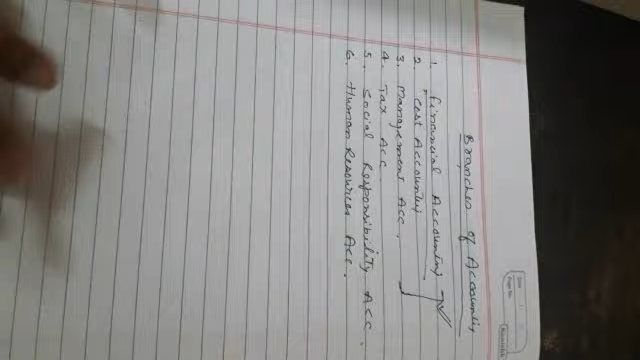 Branches of Accounting
1. Financial Accounting
2. Cost Accounting
3. Management Acc.
4. Tax Acc.
5. Social Responsibility Acc.
6. Human Resources Acc.